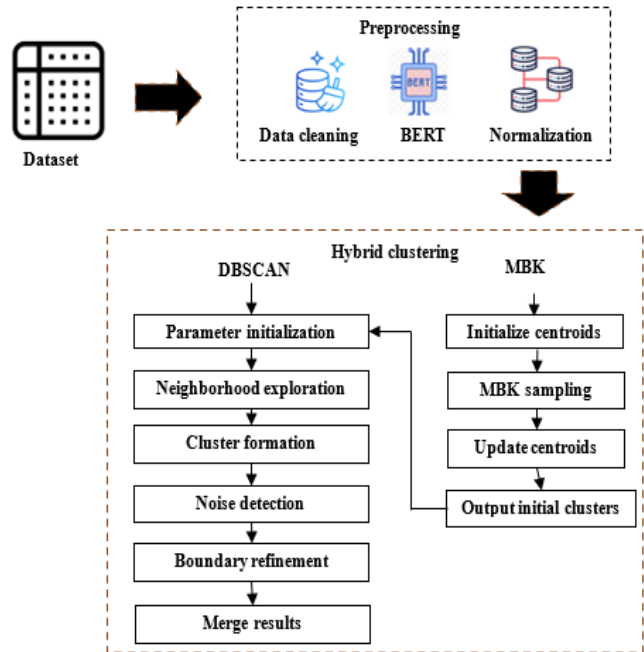 Preprocessing
BERT
Data cleaning
BERT
Normalization
Dataset
Hybrid clustering
DBSCAN
Parameter initialization
Neighborhood exploration
Cluster formation
Noise detection
Boundary refinement
Merge results
MBK
Initialize centroids
MBK sampling
Update centroids
Output initial clusters